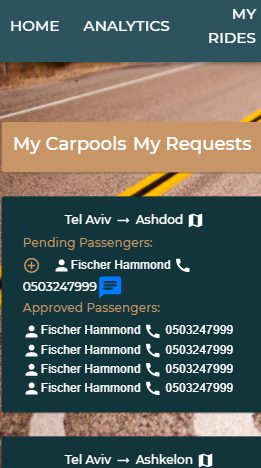 HOME ANALYTICS MY RIDES
My Carpools My Requests
Tel Aviv → Ashdod
Pending Passengers:
Fischer Hammond
0503247999
Approved Passengers:
Fischer Hammond 0503247999
Fischer Hammond 0503247999
Fischer Hammond 0503247999
Fischer Hammond 0503247999
Tel Aviv → Ashkelon